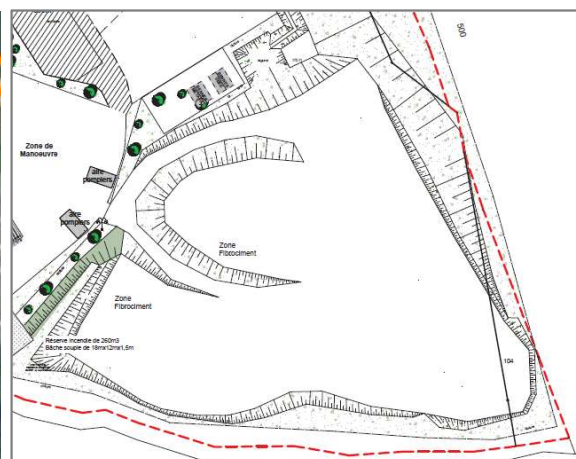 500
Zone de
Manoeuvre
aire
pompiers
aire
pompiers
Zone
Fibrociment
Zone
Fibrociment
Réserve incendie de 260m3
Bâche souple de 18mx12mx1,5m
104